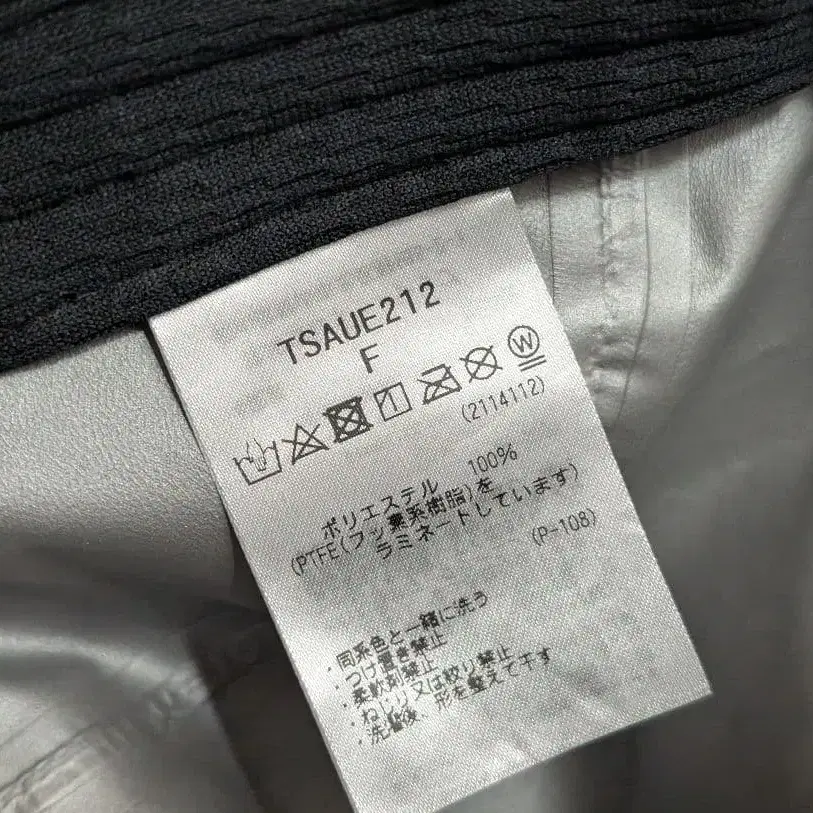 TSAUE212
F
W
(2114112)
ポリエステル 100%
(PTFE(フッ素系樹脂)を
ラミネートしています)
(P-108)
・同系色と一緒に洗う
・つけ置き禁止
・柔軟剤禁止
・ねじり又は絞り禁止
・洗濯後、形を整えて干す